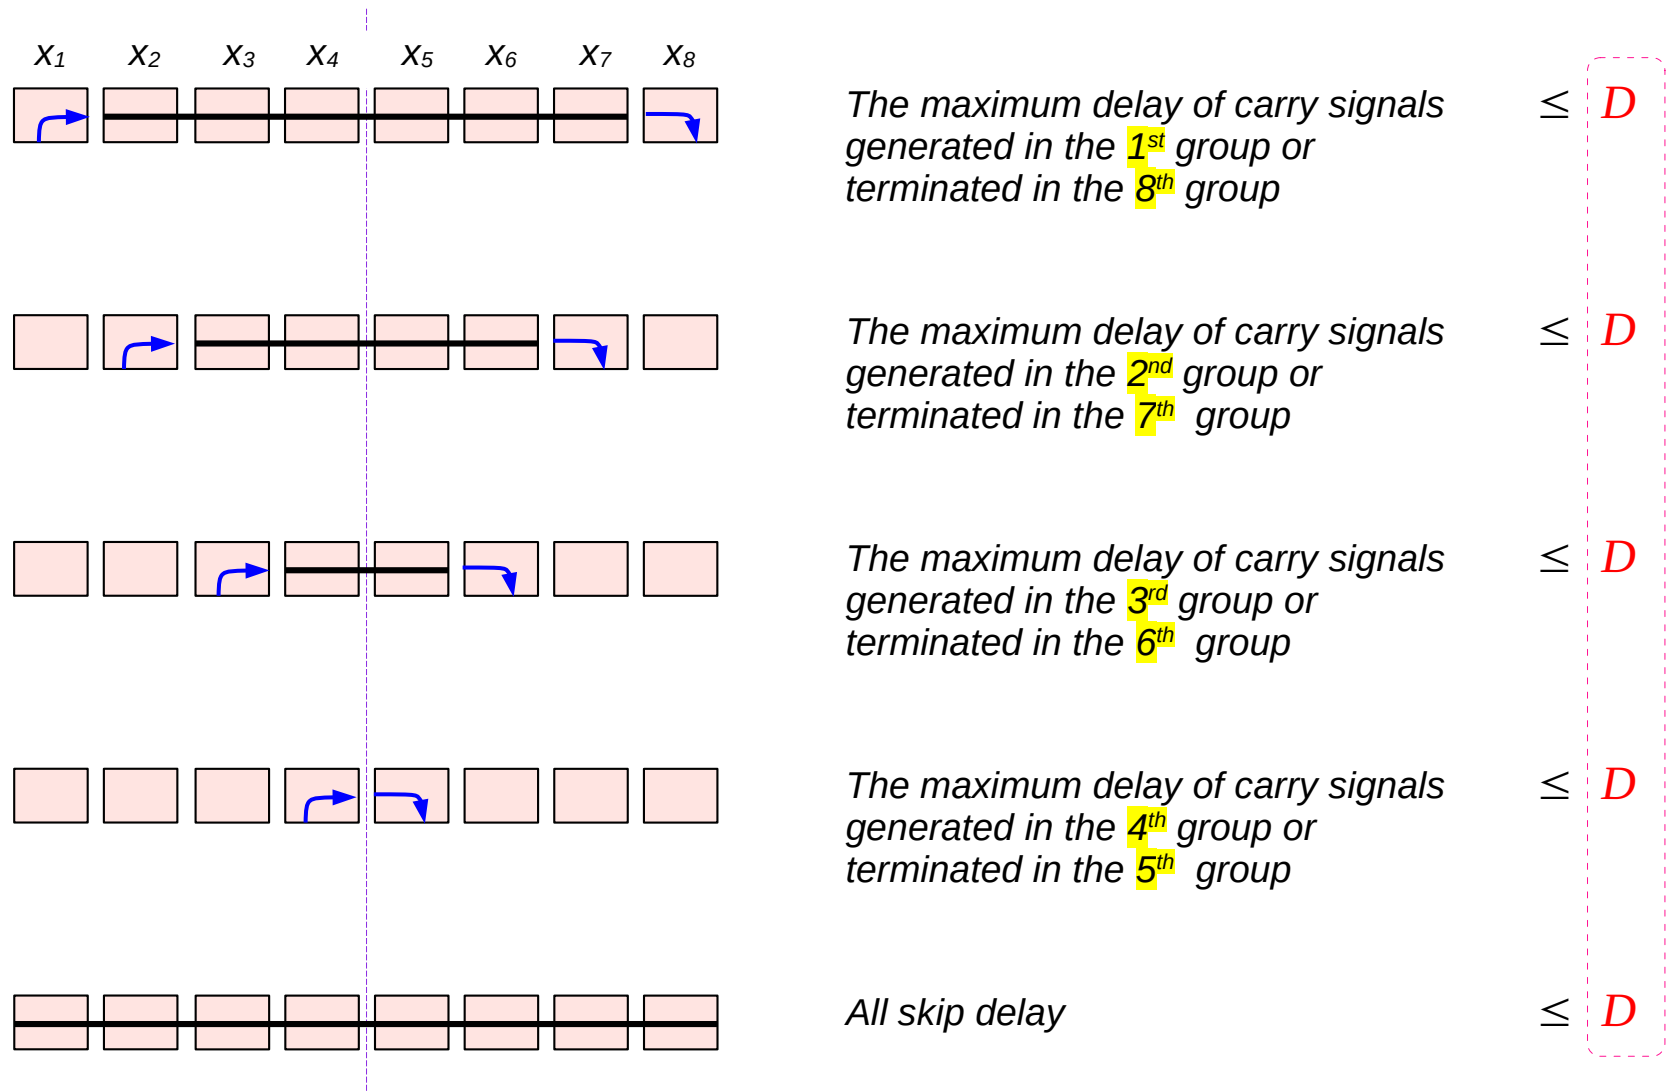 x1 x2 x3 x4 x5 x6 x7 x8
The maximum delay of carry signals ≤ D
generated in the 1st group or
terminated in the 8th group
The maximum delay of carry signals ≤ D
generated in the 2nd group or
terminated in the 7th group
The maximum delay of carry signals ≤ D
generated in the 3rd group or
terminated in the 6th group
The maximum delay of carry signals ≤ D
generated in the 4th group or
terminated in the 5th group
All skip delay ≤ D